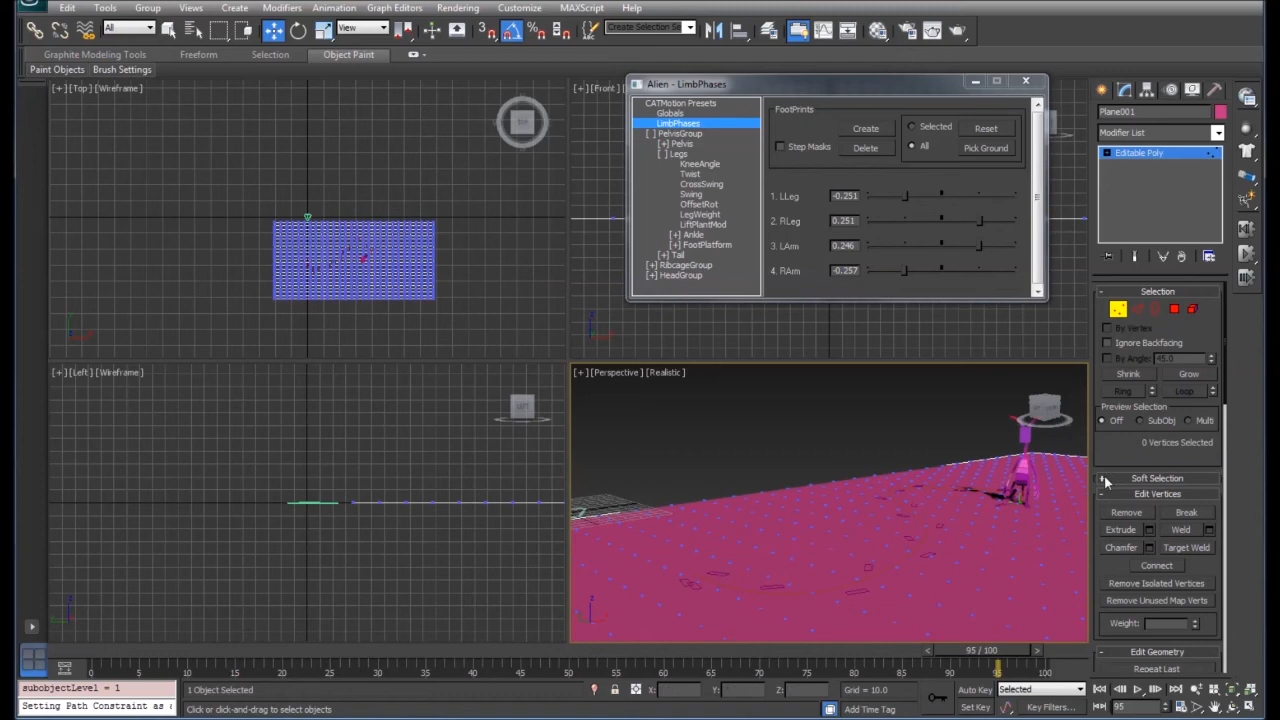 Edit Tools Group Views Create Modifiers Animation Graph Editors Rendering Customize MAXScript Help
All View Create Selection Se
Graphite Modeling Tools Freeform Selection Object Paint
Paint Objects Brush Settings
[+] [Top] [Wireframe]
TOP
[+] [Front]
[+] [Left] [Wireframe]
LEFT
[+] [Perspective] [Realistic]
Alien - LimbPhases
CATMotion Presets
Globals
LimbPhases
[ ] PelvisGroup
[+] Pelvis
[ ] Legs
KneeAngle
Twist
CrossSwing
Swing
OffsetRot
LegWeight
LiftPlantMod
[+] Ankle
[+] FootPlatform
[+] Tail
[+] RibcageGroup
[+] HeadGroup
FootPrints
Step Masks
Create
Delete
Selected
All
Reset
Pick Ground
1. LLeg -0.251
2. RLeg 0.251
3. LArm 0.246
4. RArm -0.257
Plane001
Modifier List
Editable Poly
- Selection
By Vertex
Ignore Backfacing
By Angle: 45.0
Shrink Grow
Ring Loop
Preview Selection
Off SubObj Multi
0 Vertices Selected
Soft Selection
- Edit Vertices
Remove Break
Extrude Weld
Chamfer Target Weld
Connect
Remove Isolated Vertices
Remove Unused Map Verts
Weight:
- Edit Geometry
Repeat Last
< 95 / 100 >
0 5 10 15 20 25 30 35 40 45 50 55 60 65 70 75 80 85 90 95 100
subobjectLevel = 1
Setting Path Constraint as a
1 Object Selected
Click or click-and-drag to select objects
X: Y: Z: Grid = 10.0
Add Time Tag
Auto Key Selected
Set Key Key Filters...
95